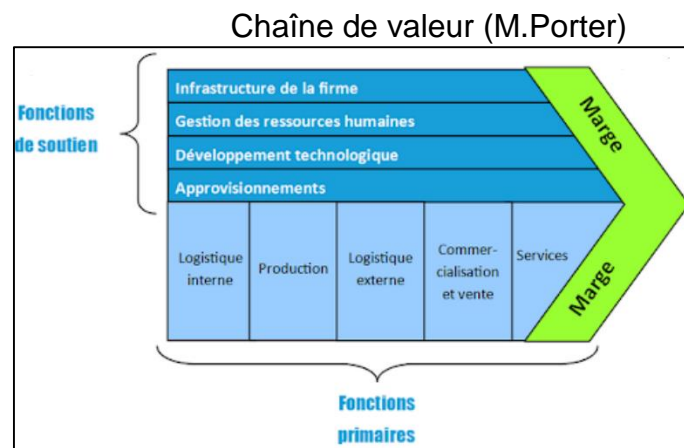 Chaîne de valeur (M.Porter)
Fonctions
de soutien
Infrastructure de la firme
Gestion des ressources humaines
Développement technologique
Approvisionnements
Marge
Logistique
interne
Production
Logistique
externe
Commer-
cialisation
et vente
Services
Marge
Fonctions
primaires